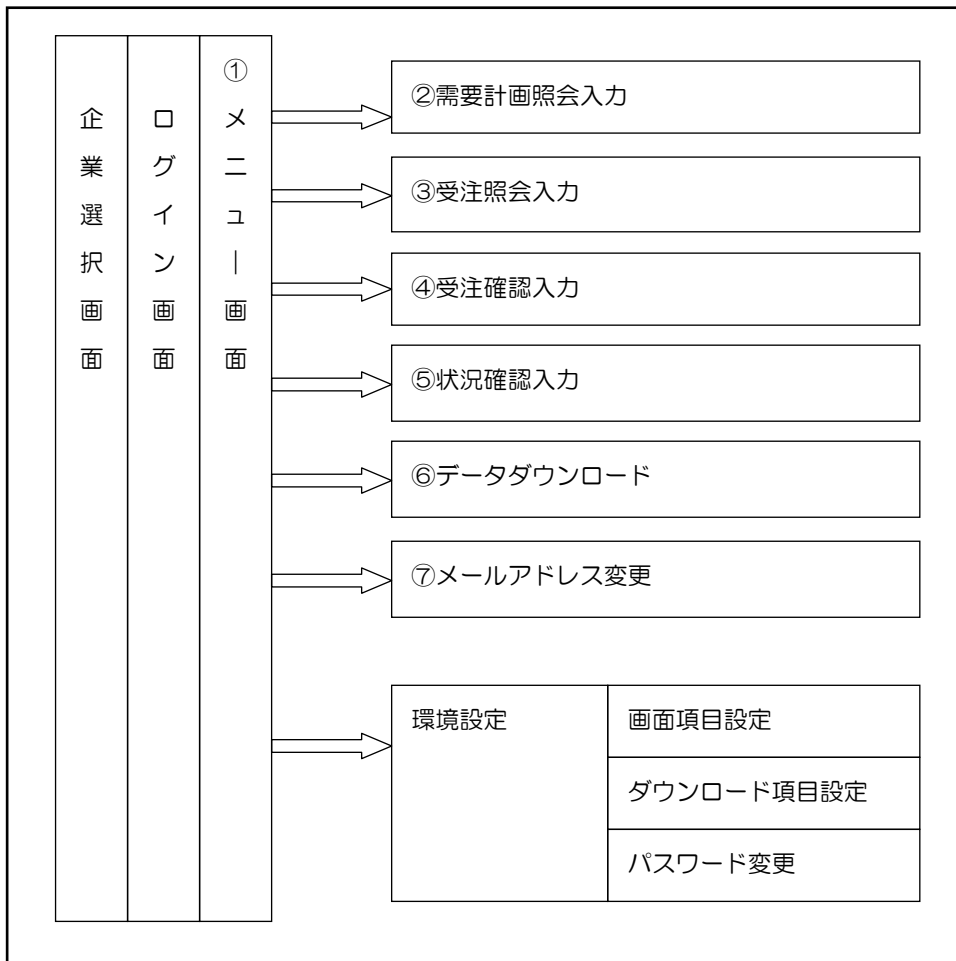 企業選択画面
ログイン画面
①メニュー画面
②需要計画照会入力
③受注照会入力
④受注確認入力
⑤状況確認入力
⑥データダウンロード
⑦メールアドレス変更
環境設定
画面項目設定
ダウンロード項目設定
パスワード変更